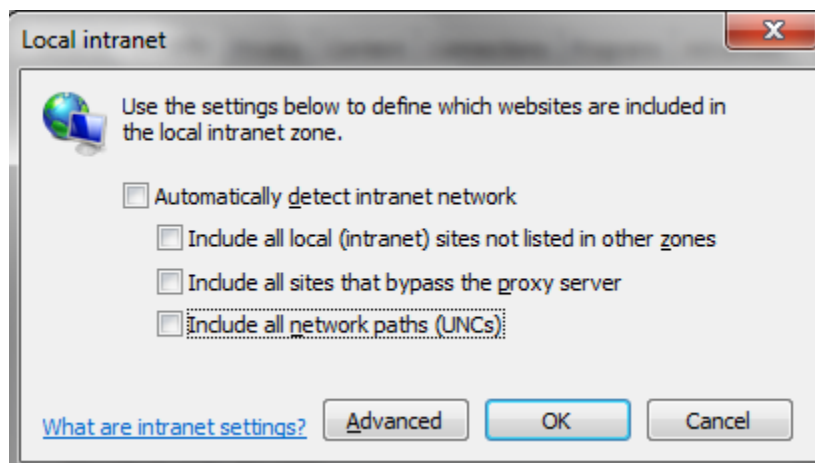 Local intranet
Use the settings below to define which websites are included in
the local intranet zone.
Automatically detect intranet network
Include all local (intranet) sites not listed in other zones
Include all sites that bypass the proxy server
Include all network paths (UNCs)
What are intranet settings?
Advanced
OK
Cancel